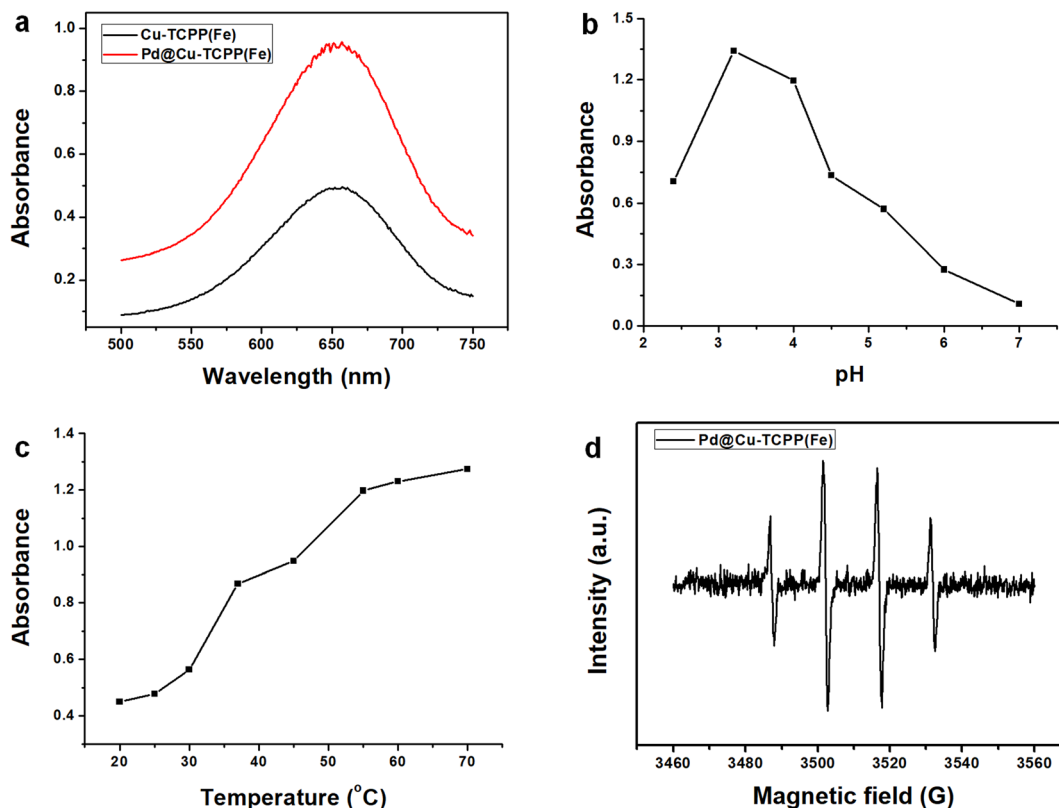 a
Cu-TCPP(Fe)
Pd@Cu-TCPP(Fe)
1.0
0.8
0.6
0.4
0.2
500 550 600 650 700 750
Absorbance
Wavelength (nm)
b
1.5
1.2
0.9
0.6
0.3
0.0
2 3 4 5 6 7
Absorbance
pH
c
1.4
1.2
1.0
0.8
0.6
0.4
20 30 40 50 60 70
Absorbance
Temperature (°C)
d
Pd@Cu-TCPP(Fe)
3460 3480 3500 3520 3540 3560
Intensity (a.u.)
Magnetic field (G)